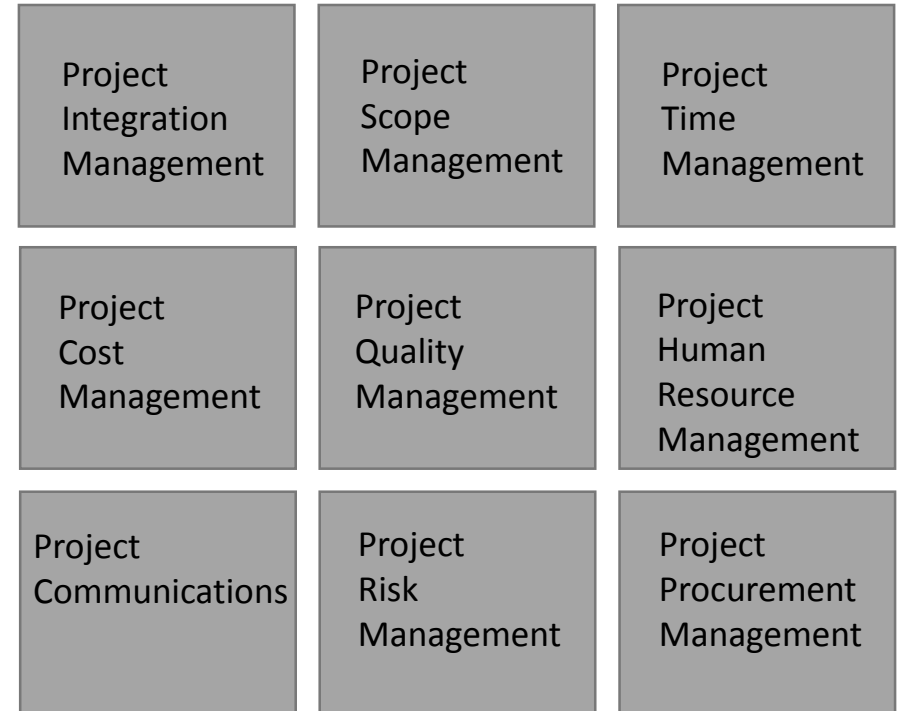 Project
Integration
Management
Project
Scope
Management
Project
Time
Management
Project
Cost
Management
Project
Quality
Management
Project
Human
Resource
Management
Project
Communications
Project
Risk
Management
Project
Procurement
Management